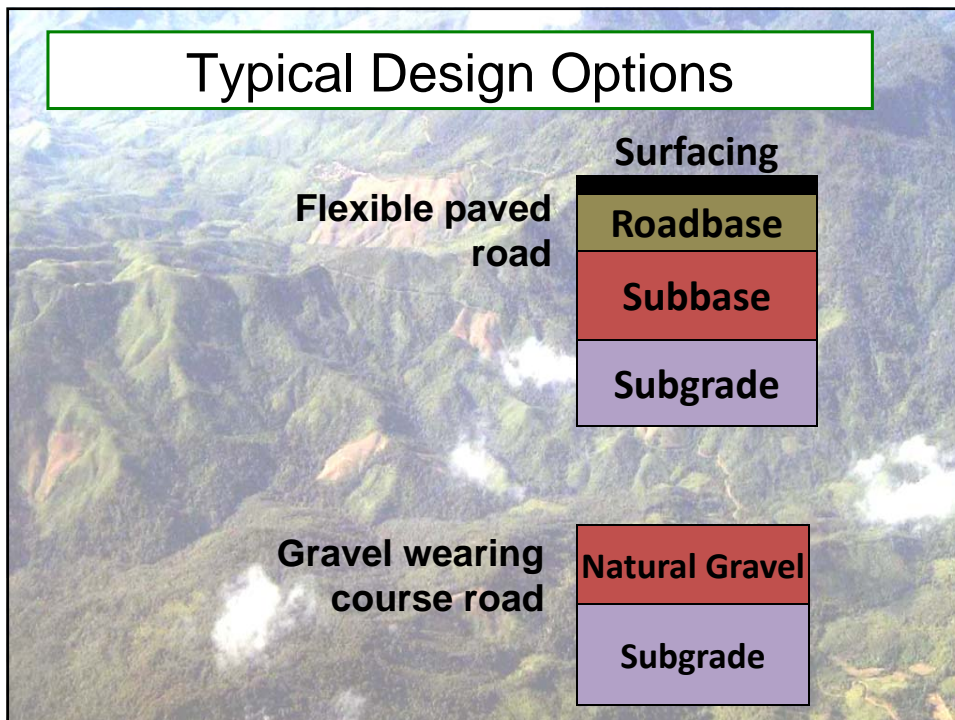 Typical Design Options
Surfacing
Flexible paved
road
Roadbase
Subbase
Subgrade
Gravel wearing
course road
Natural Gravel
Subgrade